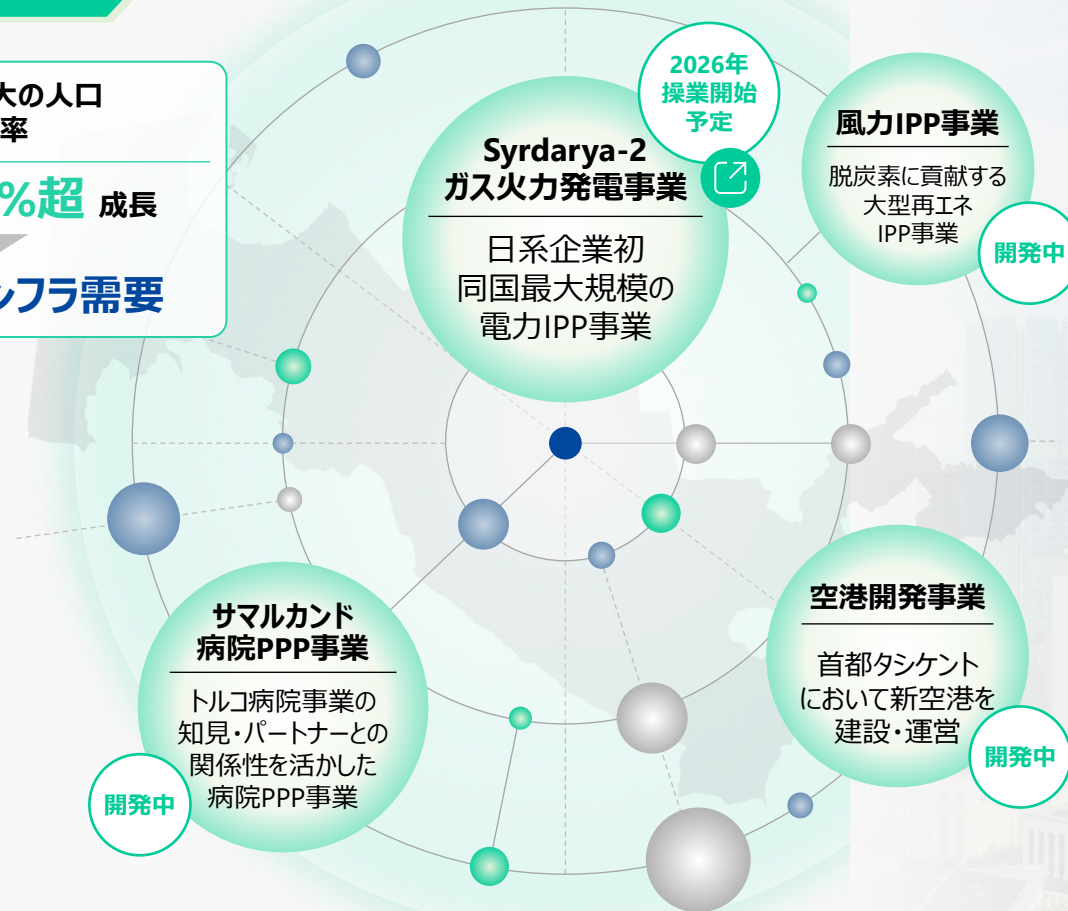 大の人口
率
%超 成長
フラ需要
2026年
操業開始
予定
Syrdarya-2
ガス火力発電事業
日系企業初
同国最大規模の
電力IPP事業
風力IPP事業
脱炭素に貢献する
大型再エネ
IPP事業
開発中
サマルカンド
病院PPP事業
トルコ病院事業の
知見・パートナーとの
関係性を活かした
病院PPP事業
開発中
空港開発事業
首都タシケント
において新空港を
建設・運営
開発中